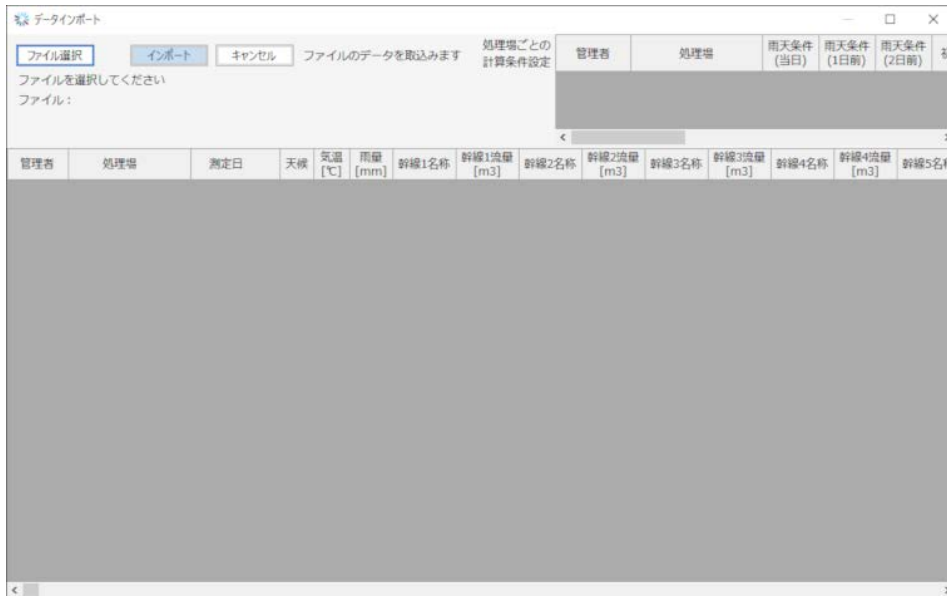 データインポート
ファイル選択 インポート キャンセル ファイルのデータを取込みます
ファイルを選択してください
ファイル：
処理場ごとの
計算条件設定
管理者 処理場 雨天条件(当日) 雨天条件(1日前) 雨天条件(2日前)
管理者 処理場 測定日 天候 気温[℃] 雨量[mm] 幹線1名称 幹線1流量[m3] 幹線2名称 幹線2流量[m3] 幹線3名称 幹線3流量[m3] 幹線4名称 幹線4流量[m3] 幹線5名